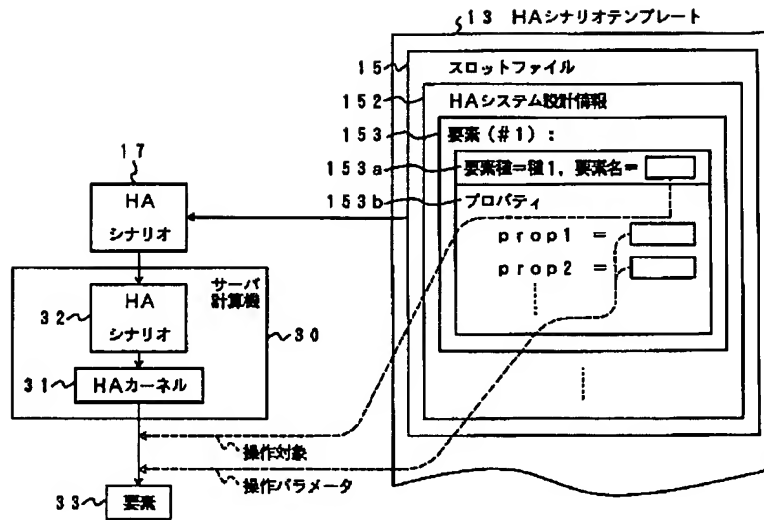 13 HAシナリオテンプレート
15
スロットファイル
152
HAシステム設計情報
153
要素(#1):
153a
要素種=種1, 要素名=
153b
プロパティ
prop1 =
prop2 =
17
HA
シナリオ
サーバ
計算機
32
HA
シナリオ
30
31
HAカーネル
操作対象
操作パラメータ
33
要素